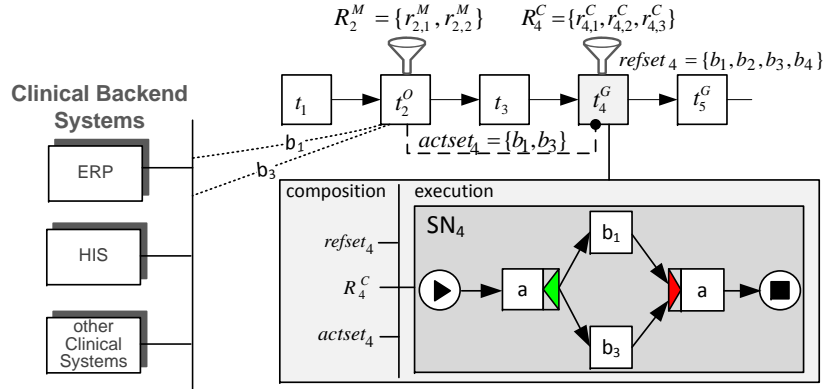 R_2^M = {r_{2,1}^M, r_{2,2}^M}
R_4^C = {r_{4,1}^C, r_{4,2}^C, r_{4,3}^C}
refset_4 = {b_1, b_2, b_3, b_4}
t_1
t_2^O
t_3
t_4^G
t_5^G
Clinical Backend
Systems
b_1
b_3
actset_4 = {b_1, b_3}
ERP
HIS
other
Clinical
Systems
composition
execution
refset_4
R_4^C
actset_4
SN_4
a
b_1
b_3
a